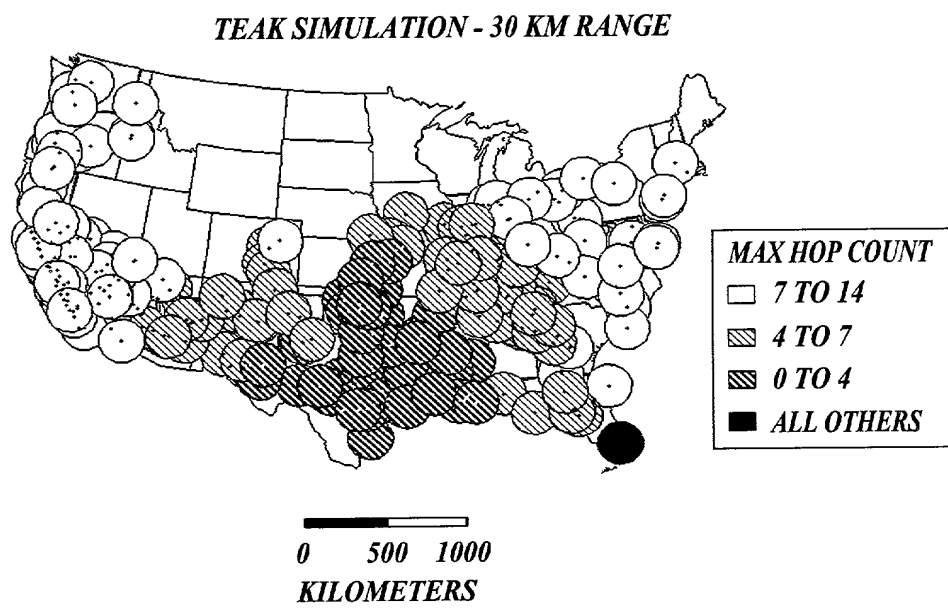 TEAK SIMULATION - 30 KM RANGE
MAX HOP COUNT
7 TO 14
4 TO 7
0 TO 4
ALL OTHERS
0 500 1000
KILOMETERS